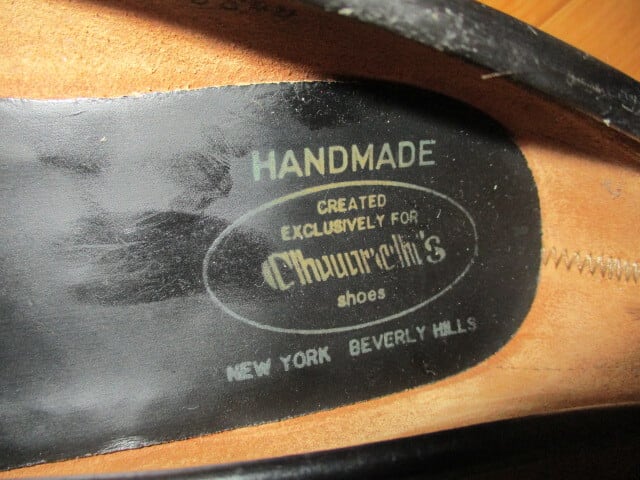 HANDMADE
CREATED
EXCLUSIVELY FOR
Church's
shoes
NEW YORK BEVERLY HILLS